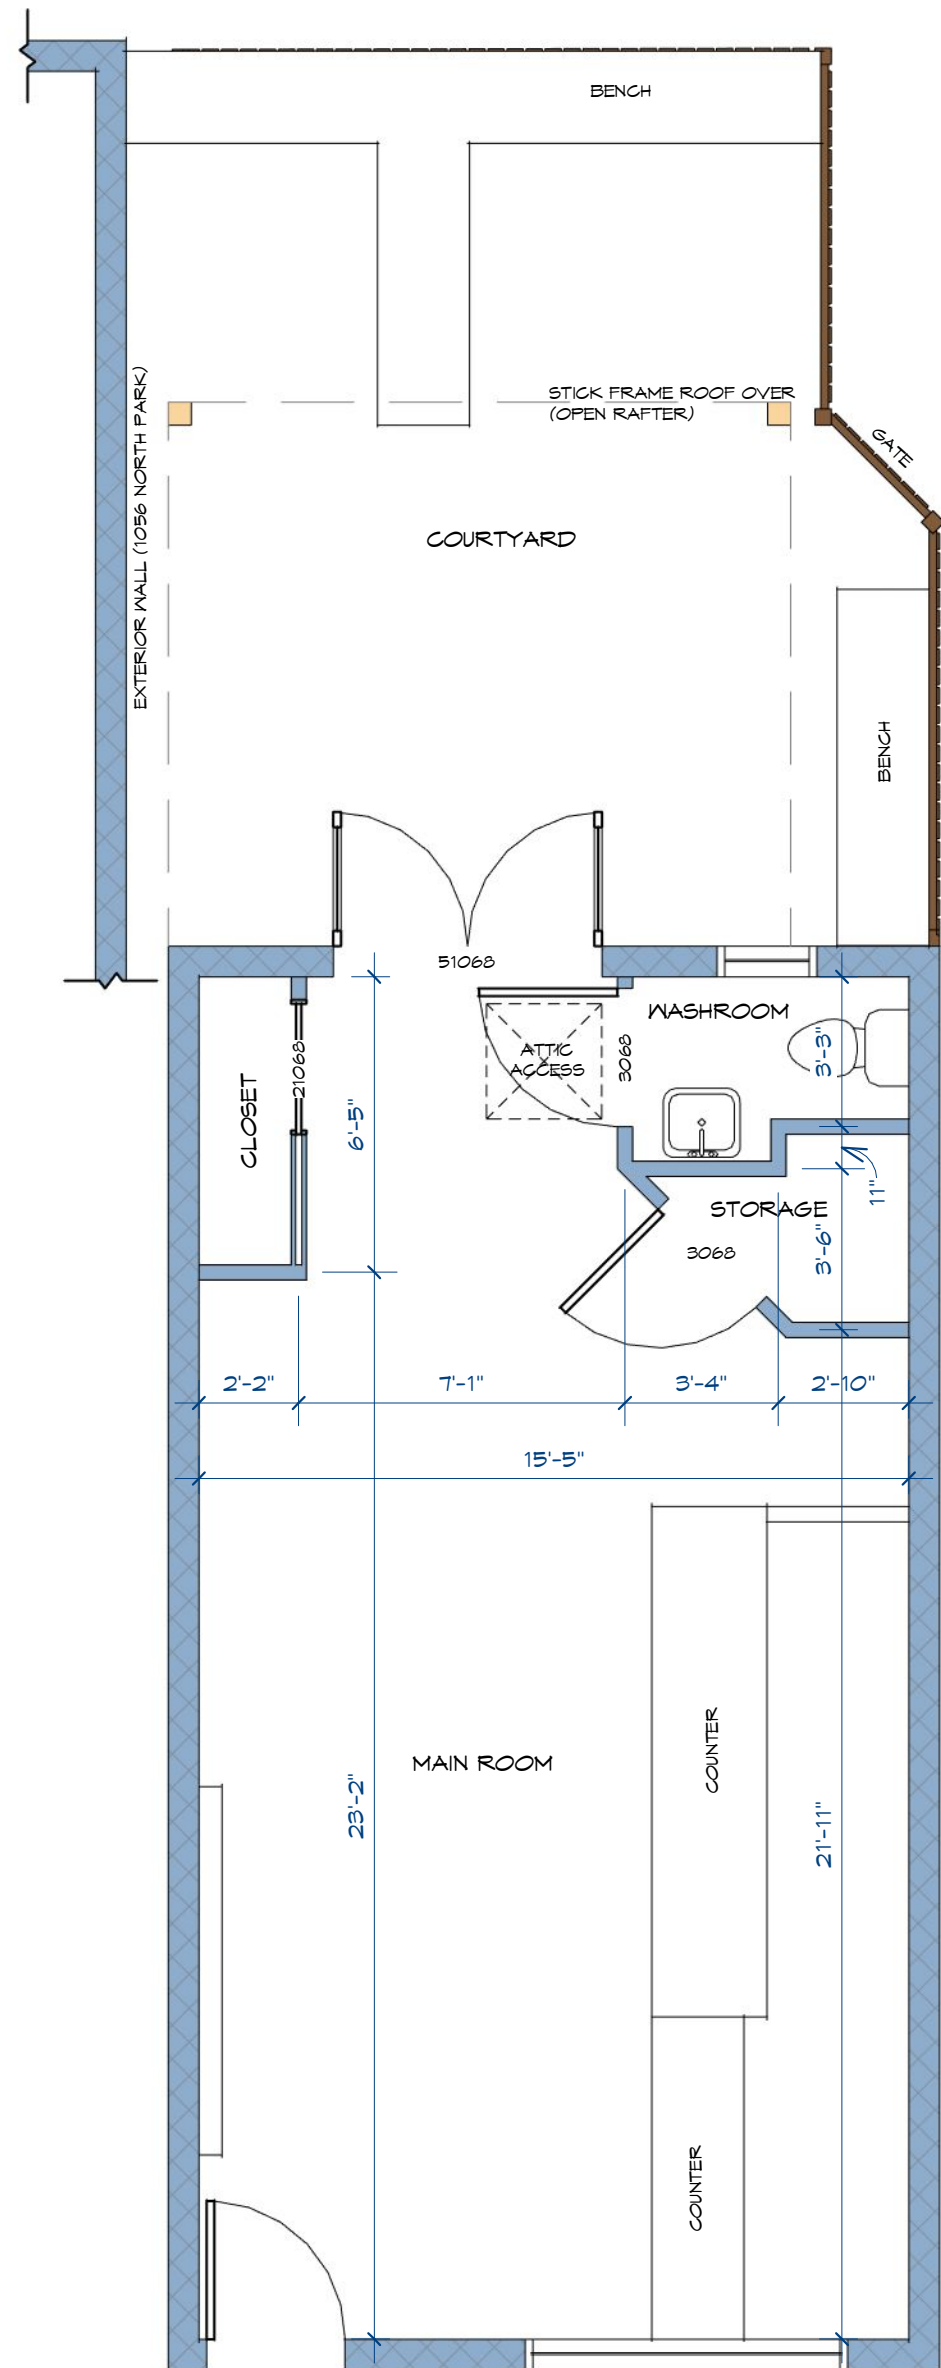 BENCH
EXTERIOR WALL (1056 NORTH PARK)
STICK FRAME ROOF OVER
(OPEN RAFTER)
GATE
COURTYARD
BENCH
51068
WASHROOM
ATTIC
ACCESS
3068
3'-3"
21068
CLOSET
6'-5"
11"
STORAGE
3068
3'-6"
2'-2"
7'-1"
3'-4"
2'-10"
15'-5"
MAIN ROOM
COUNTER
23'-2"
21'-11"
COUNTER